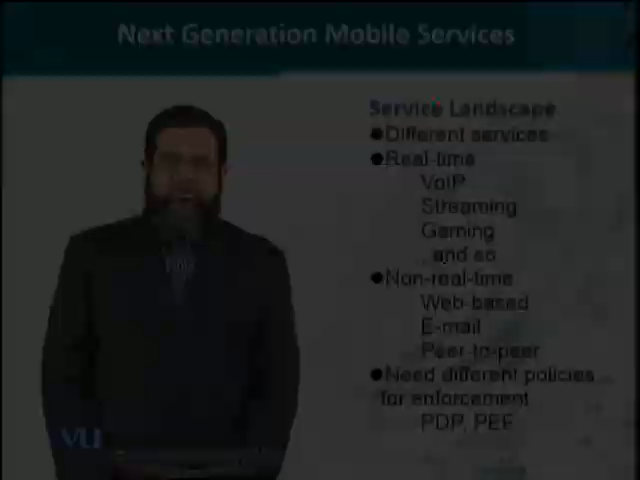 Next Generation Mobile Services
Service Landscape
●Different services
●Real-time
VoIP
Streaming
Gaming
..and so
●Non-real-time
Web-based
E-mail
Peer-to-peer
●Need different policies
for enforcement
PDP, PEF
VU